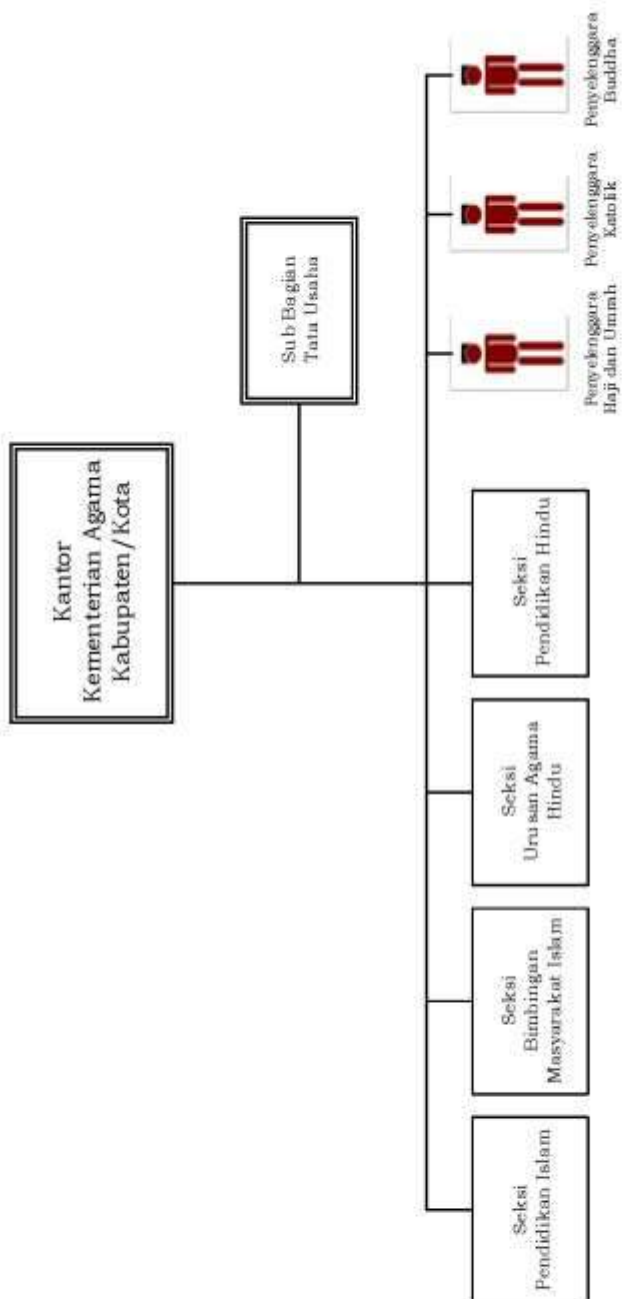 Kantor
Kementerian Agama
Kabupaten/Kota
Sub Bagian
Tata Usaha
Seksi
Pendidikan Islam
Seksi
Bimbingan
Masyarakat Islam
Seksi
Urusan Agama
Hindu
Seksi
Pendidikan Hindu
Penyelenggara
Haji dan Umrah
Penyelenggara
Katolik
Penyelenggara
Buddha